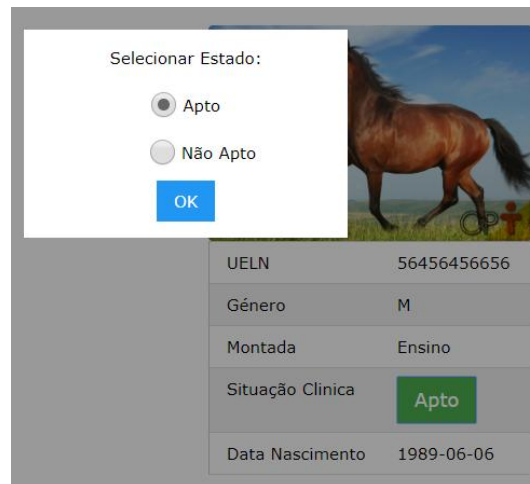 Selecionar Estado:
Apto
Não Apto
OK
CPT
UELN 56456456656
Género M
Montada Ensino
Situação Clinica Apto
Data Nascimento 1989-06-06